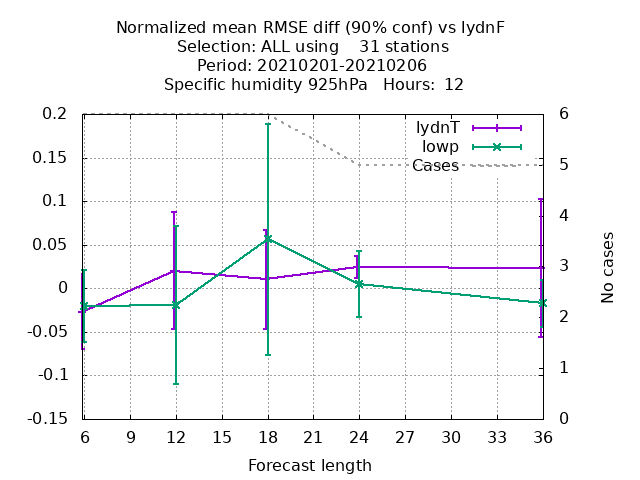 Normalized mean RMSE diff (90% conf) vs lydnF
Selection: ALL using    31 stations
Period: 20210201-20210206
Specific humidity 925hPa   Hours:  12
0.2
0.15
0.1
0.05
0
-0.05
-0.1
-0.15
6
5
4
3
2
1
0
lydnT
lowp
Cases
No cases
6 9 12 15 18 21 24 27 30 33 36
Forecast length